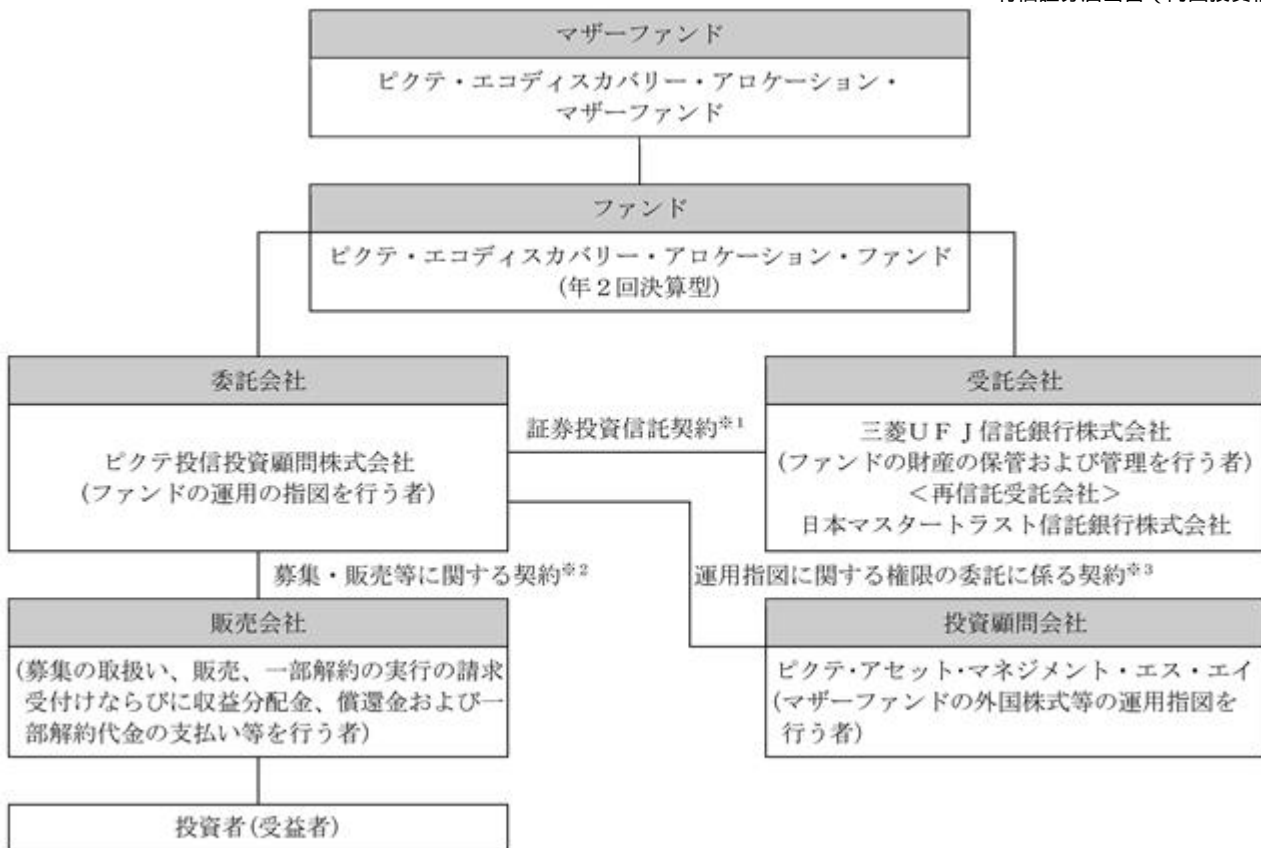 マザーファンド
ピクテ・エコディスカバリー・アロケーション・
マザーファンド
ファンド
ピクテ・エコディスカバリー・アロケーション・ファンド
(年２回決算型)
委託会社
ピクテ投信投資顧問株式会社
(ファンドの運用の指図を行う者)
証券投資信託契約※1
受託会社
三菱ＵＦＪ信託銀行株式会社
(ファンドの財産の保管および管理を行う者)
＜再信託受託会社＞
日本マスタートラスト信託銀行株式会社
募集・販売等に関する契約※2
運用指図に関する権限の委託に係る契約※3
販売会社
(募集の取扱い、販売、一部解約の実行の請求
受付けならびに収益分配金、償還金および一
部解約代金の支払い等を行う者)
投資顧問会社
ピクテ・アセット・マネジメント・エス・エイ
(マザーファンドの外国株式等の運用指図を
行う者)
投資者(受益者)